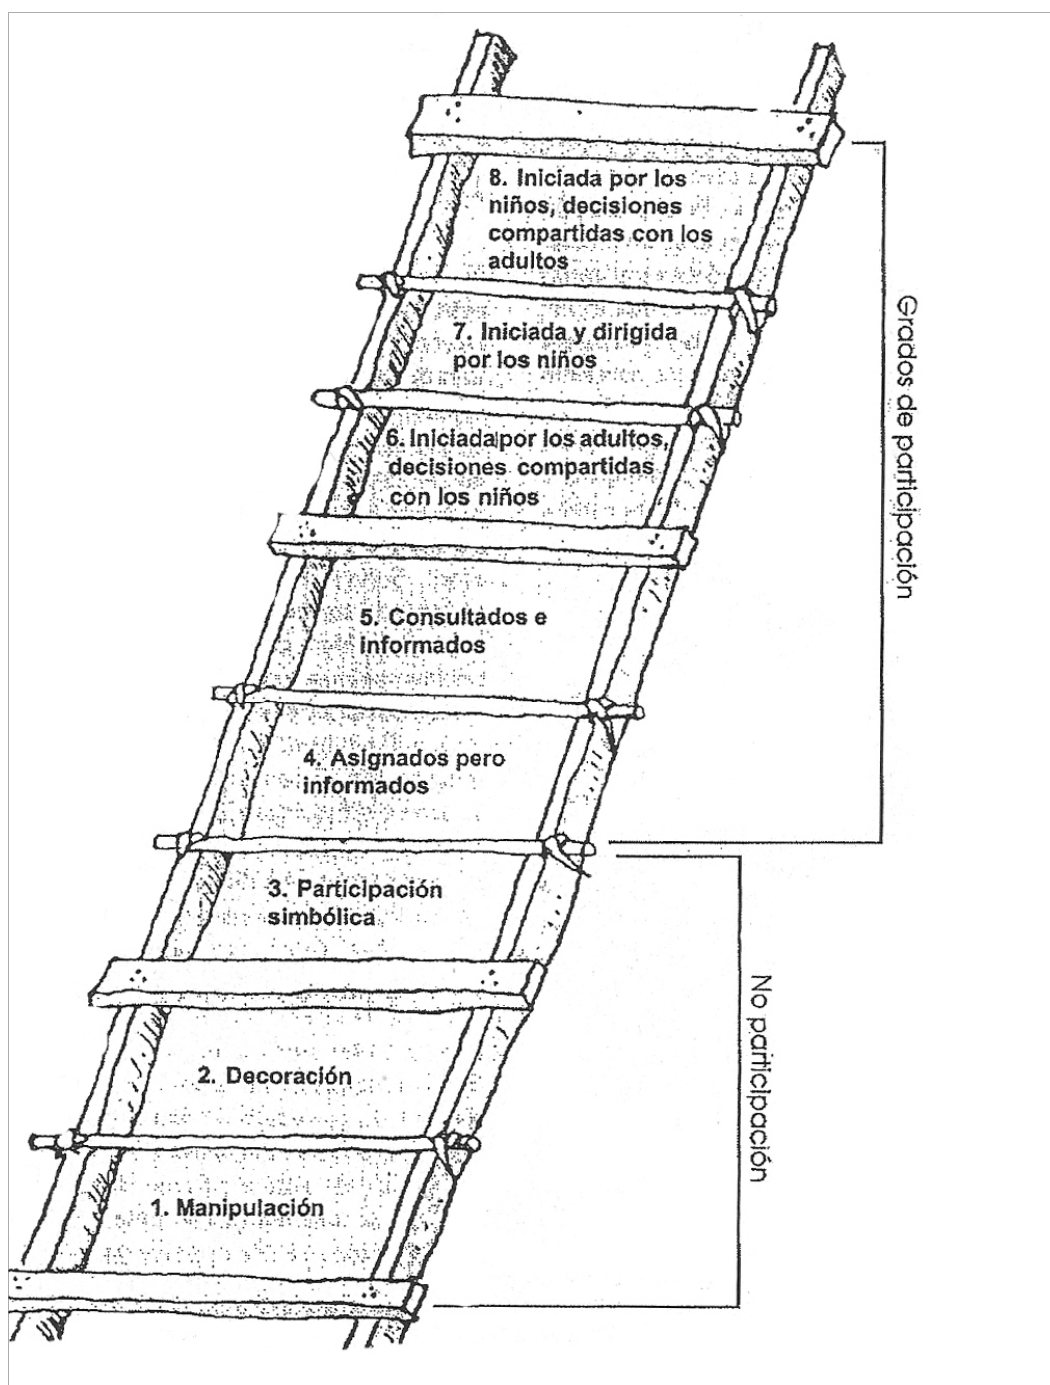 8. Iniciada por los
niños, decisiones
compartidas con los
adultos
7. Iniciada y dirigida
por los niños
6. Iniciada por los adultos,
decisiones compartidas
con los niños
5. Consultados e
informados
4. Asignados pero
informados
3. Participación
simbólica
2. Decoración
1. Manipulación
Grados de participación
No participación